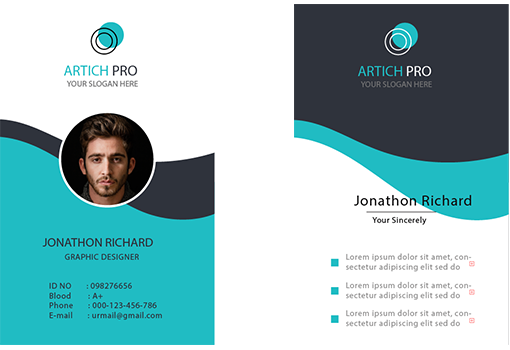 ARTICH PRO
YOUR SLOGAN HERE
JONATHON RICHARD
GRAPHIC DESIGNER
ID NO : 098276656
Blood : A+
Phone : 000-123-456-786
E-mail : urmail@gmail.com
ARTICH PRO
YOUR SLOGAN HERE
Jonathon Richard
Your Sincerely
Lorem ipsum dolor sit amet, con-
sectetur adipiscing elit sed do
Lorem ipsum dolor sit amet, con-
sectetur adipiscing elit sed do
Lorem ipsum dolor sit amet, con-
sectetur adipiscing elit sed do